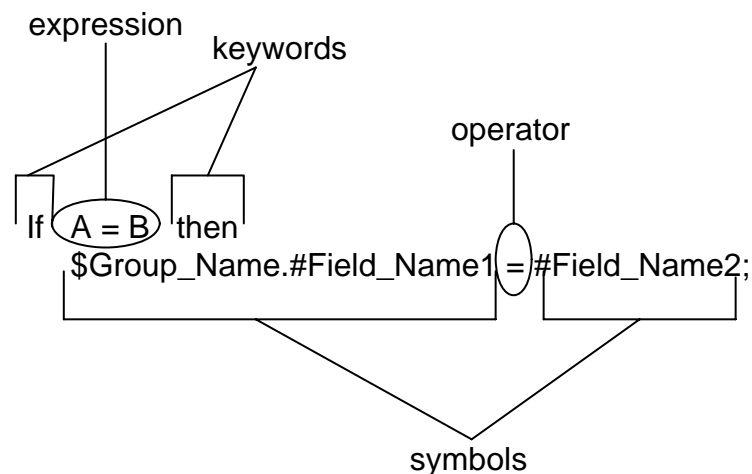 expression
keywords
operator
If A = B then
$Group_Name.#Field_Name1 = #Field_Name2;
symbols